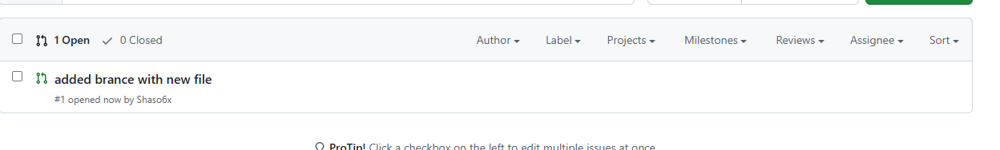 1 Open 0 Closed Author Label Projects Milestones Reviews Assignee Sort
added brance with new file
#1 opened now by Shaso6x
ProTip! Click a checkbox on the left to edit multiple issues at once.